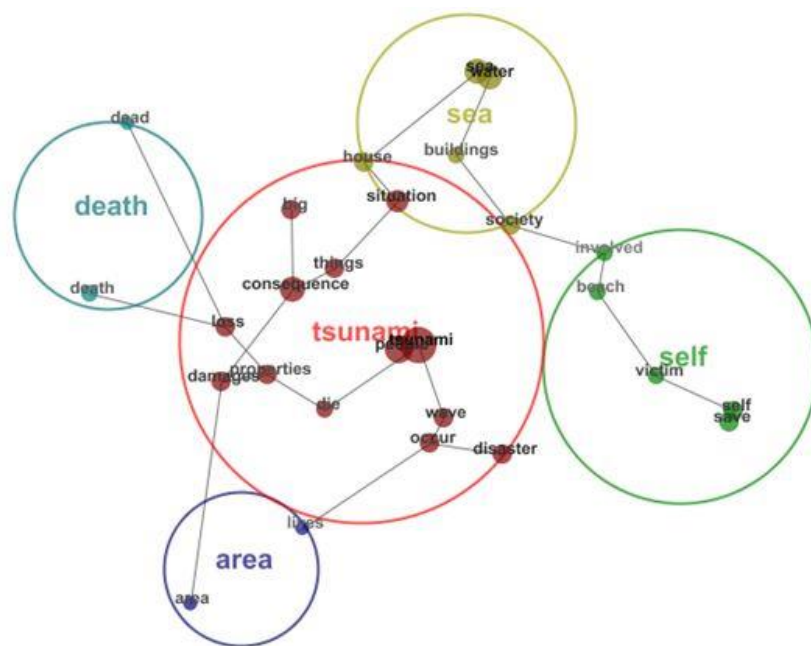 sea
water
sea
dead
buildings
house
situation
death
big
society
involved
things
consequence
beach
death
loss
tsunami
tsunami
people
self
properties
damages
victim
die
self
wave
save
occur
disaster
lives
area
area